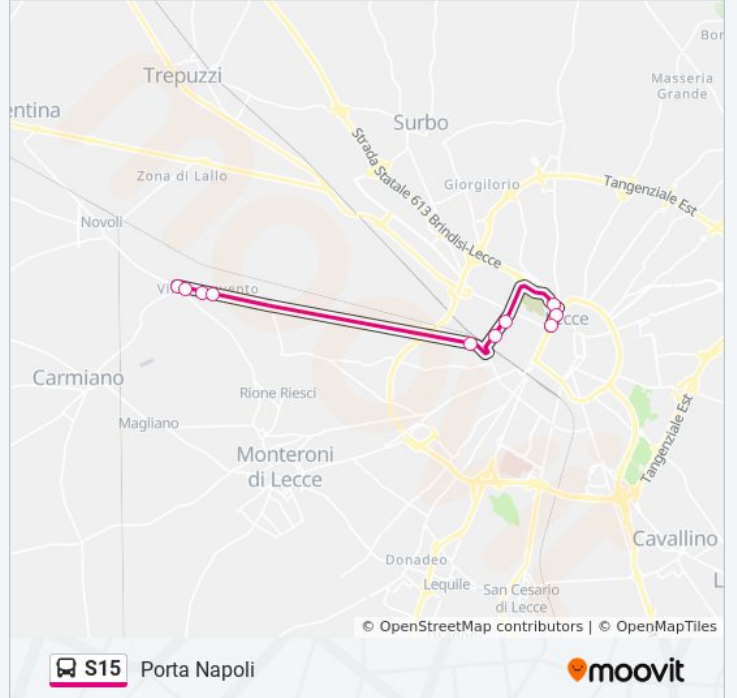 Bor
Trepuzzi
Masseria
Grande
entina
Surbo
Strada Statale 613 Brindisi-Lecce
Zona di Lallo
Giorgilorio
Tangenziale Est
Novoli
Carmiano
Rione Riesci
Magliano
Monteroni
di Lecce
Tangenziale Est
Cavallino
Donadeo
L
Lequile
San Cesario
di Lecce
© OpenStreetMap contributors | © OpenMapTiles
S15 Porta Napoli
moovit